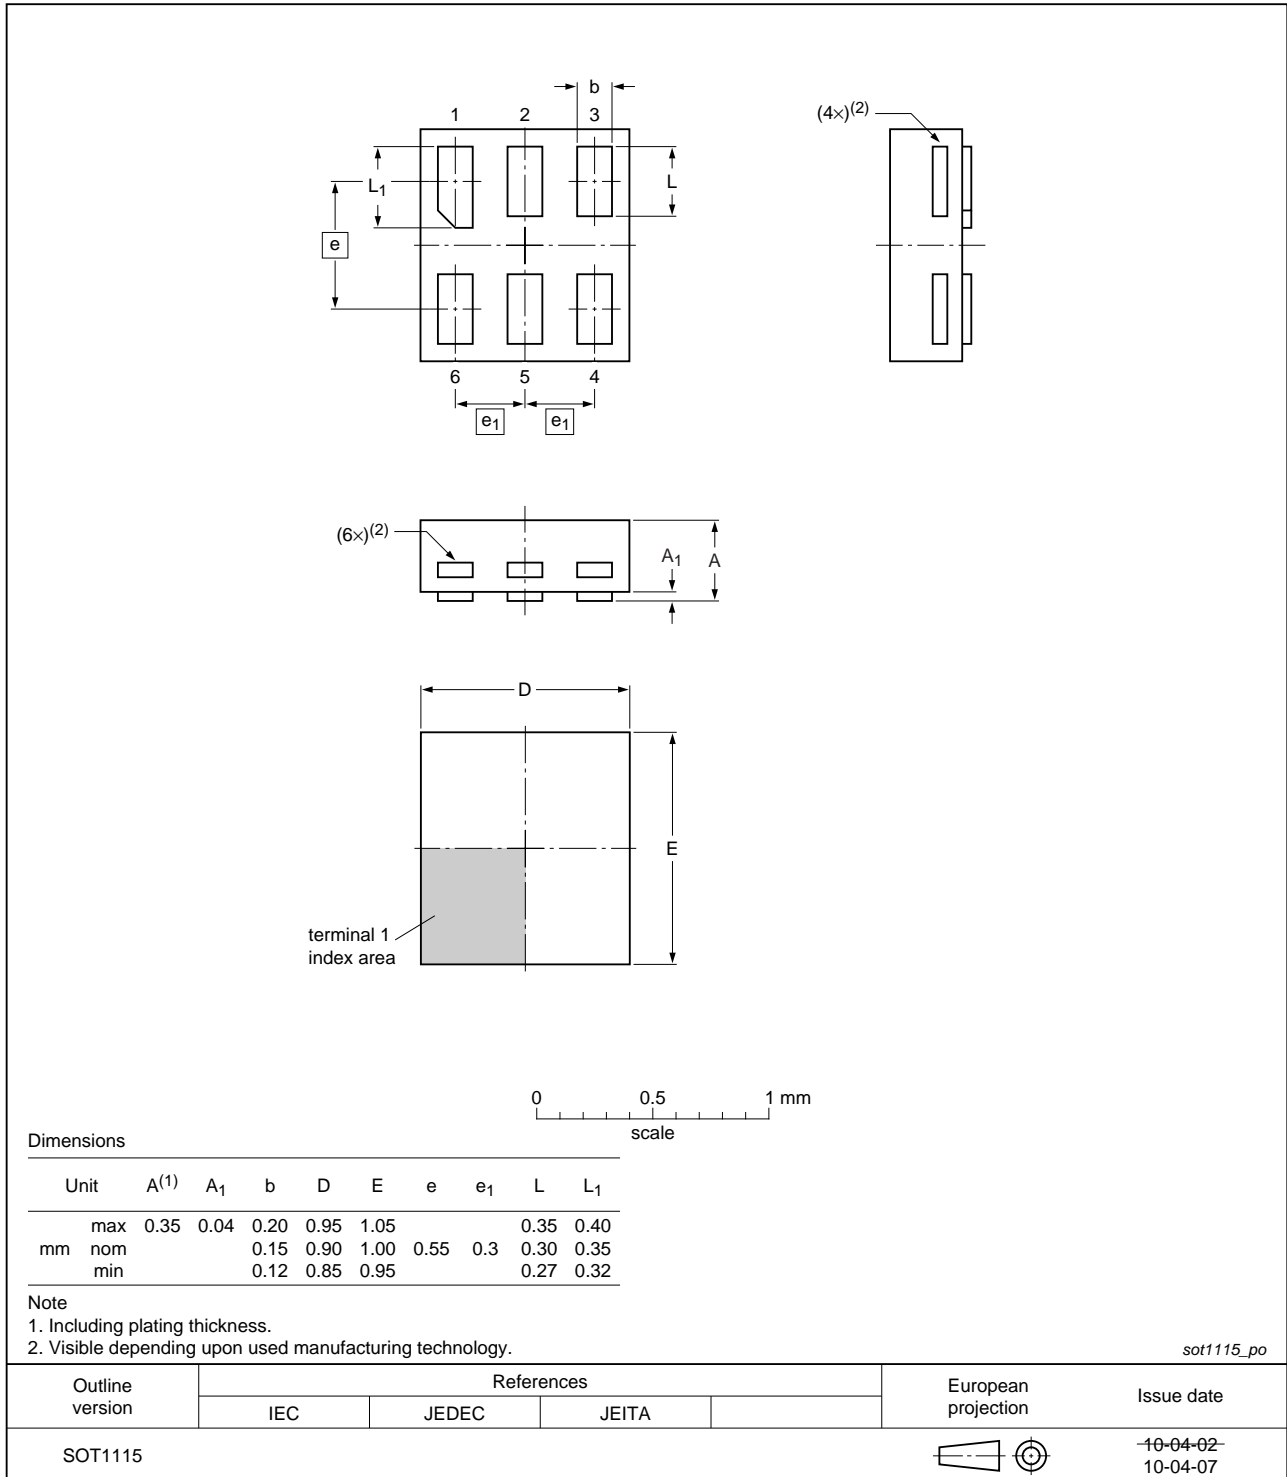 b
1 2 3
(4×)(2)
L1
L
e
6 5 4
e1 e1
(6×)(2)
A1 A
D
E
terminal 1
index area
0 0.5 1 mm
scale
Dimensions
Unit A(1) A1 b D E e e1 L L1
max 0.35 0.04 0.20 0.95 1.05 0.35 0.40
mm nom 0.15 0.90 1.00 0.55 0.3 0.30 0.35
min 0.12 0.85 0.95 0.27 0.32
Note
1. Including plating thickness.
2. Visible depending upon used manufacturing technology.
sot1115_po
Outline version References European projection Issue date
IEC JEDEC JEITA
SOT1115
10-04-02
10-04-07